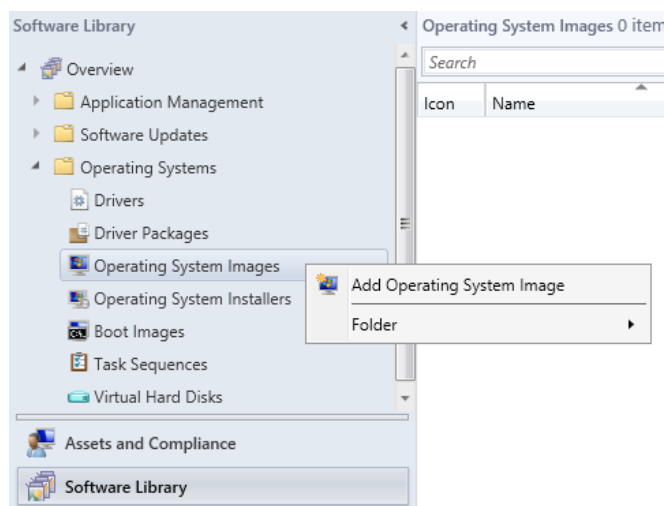 Software Library
Operating System Images 0 item
Search
Icon Name
Overview
Application Management
Software Updates
Operating Systems
Drivers
Driver Packages
Operating System Images
Operating System Installers
Boot Images
Task Sequences
Virtual Hard Disks
Add Operating System Image
Folder
Assets and Compliance
Software Library